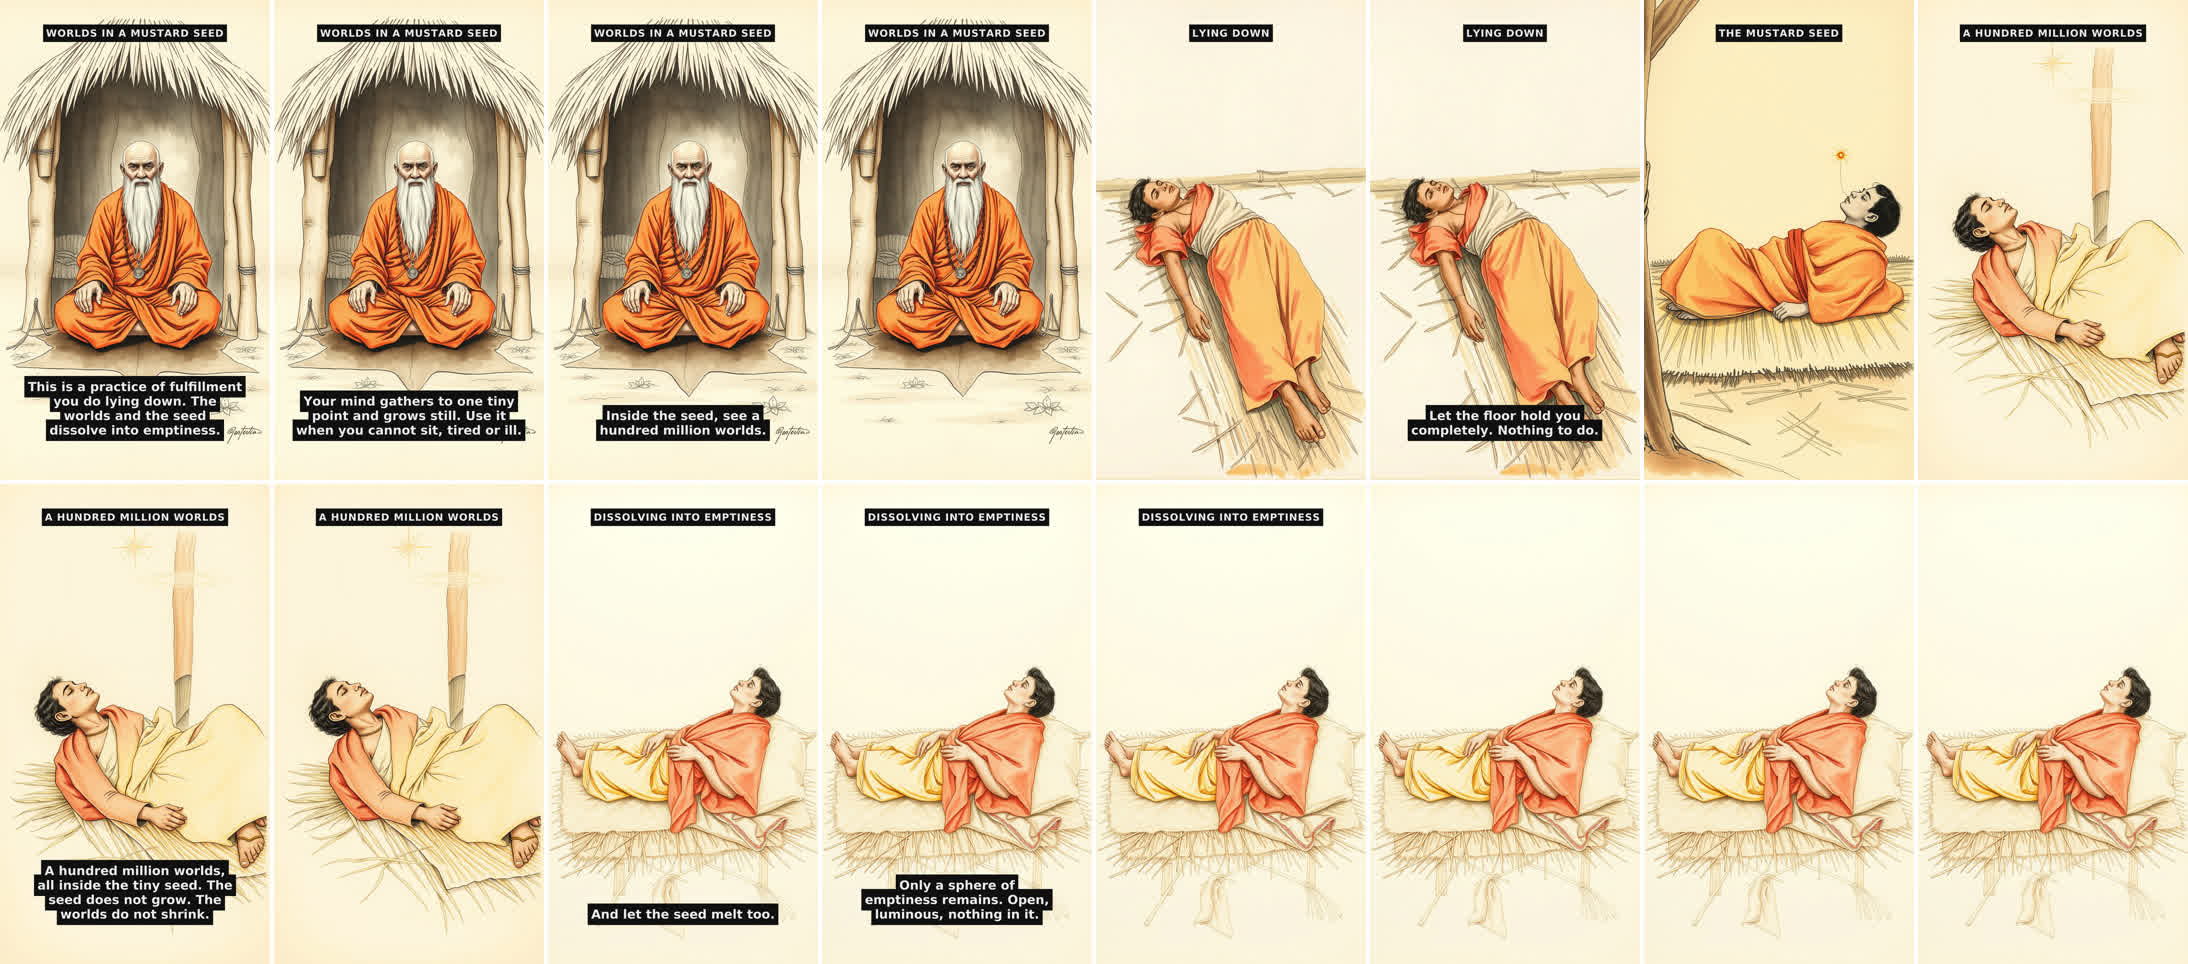 WORLDS IN A MUSTARD SEED
This is a practice of fulfillment
you do lying down. The
worlds and the seed
dissolve into emptiness.
WORLDS IN A MUSTARD SEED
Your mind gathers to one tiny
point and grows still. Use it
when you cannot sit, tired or ill.
WORLDS IN A MUSTARD SEED
Inside the seed, see a
hundred million worlds.
WORLDS IN A MUSTARD SEED
LYING DOWN
LYING DOWN
Let the floor hold you
completely. Nothing to do.
THE MUSTARD SEED
A HUNDRED MILLION WORLDS
A HUNDRED MILLION WORLDS
A hundred million worlds,
all inside the tiny seed. The
seed does not grow. The
worlds do not shrink.
A HUNDRED MILLION WORLDS
DISSOLVING INTO EMPTINESS
And let the seed melt too.
DISSOLVING INTO EMPTINESS
Only a sphere of
emptiness remains. Open,
luminous, nothing in it.
DISSOLVING INTO EMPTINESS